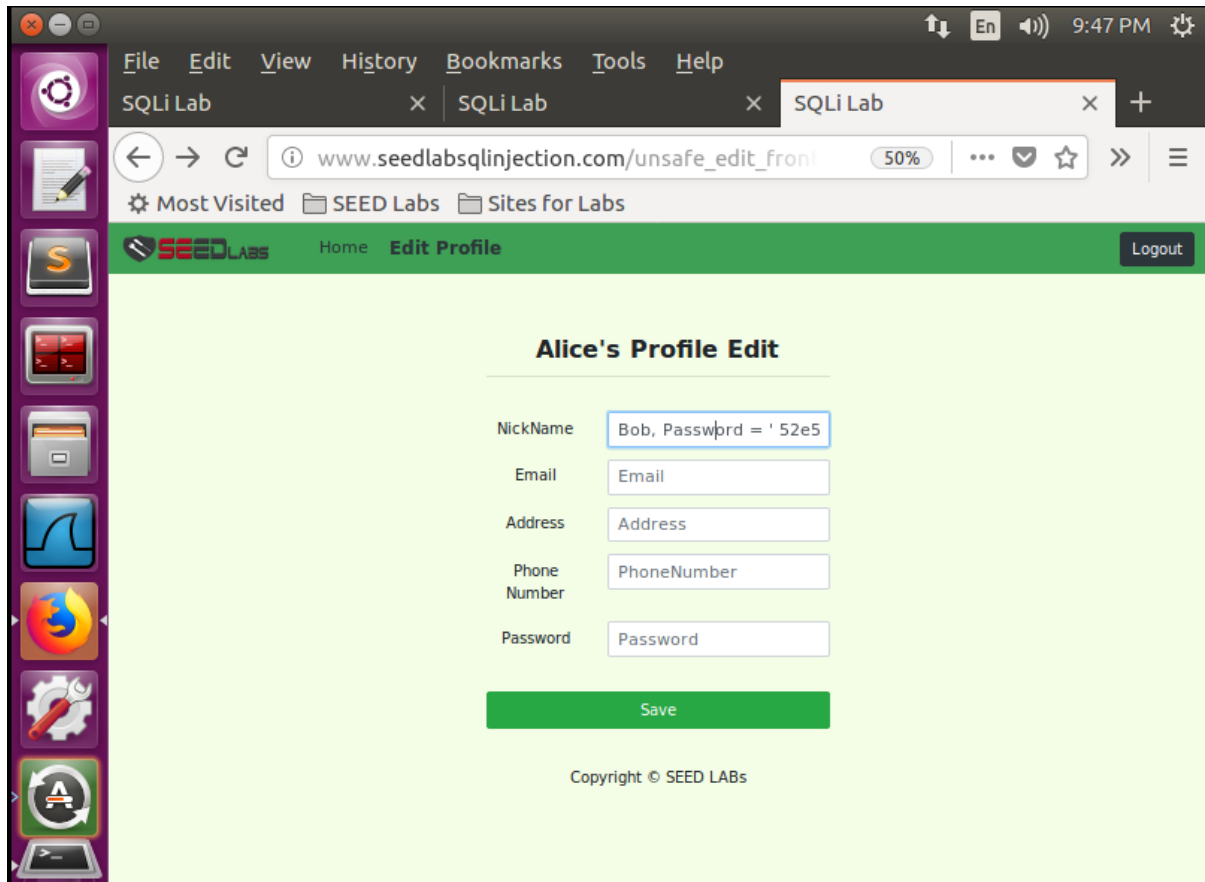 En 9:47 PM
File Edit View History Bookmarks Tools Help
SQLi Lab SQLi Lab SQLi Lab
www.seedlabsqlinjection.com/unsafe_edit_fron 50%
Most Visited SEED Labs Sites for Labs
SEEDLABS Home Edit Profile Logout
Alice's Profile Edit
NickName Bob, Password = ' 52e5
Email Email
Address Address
Phone Number PhoneNumber
Password Password
Save
Copyright © SEED LABs